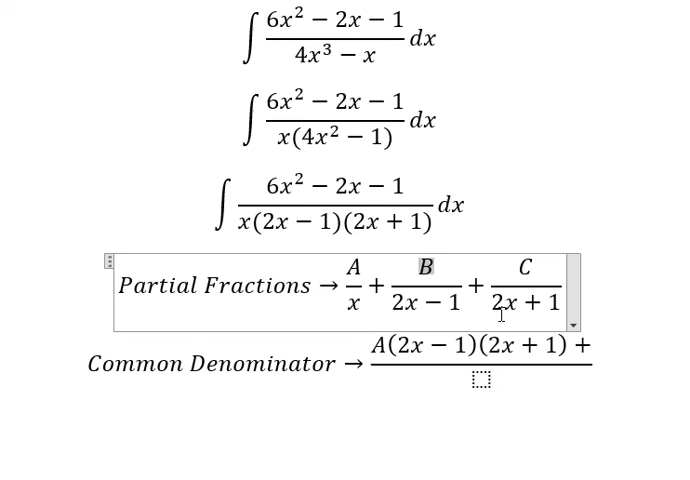 ∫ (6x² − 2x − 1)/(4x³ − x) dx
∫ (6x² − 2x − 1)/(x(4x² − 1)) dx
∫ (6x² − 2x − 1)/(x(2x − 1)(2x + 1)) dx
Partial Fractions → A/x + B/(2x − 1) + C/(2x + 1)
Common Denominator → A(2x − 1)(2x + 1) +